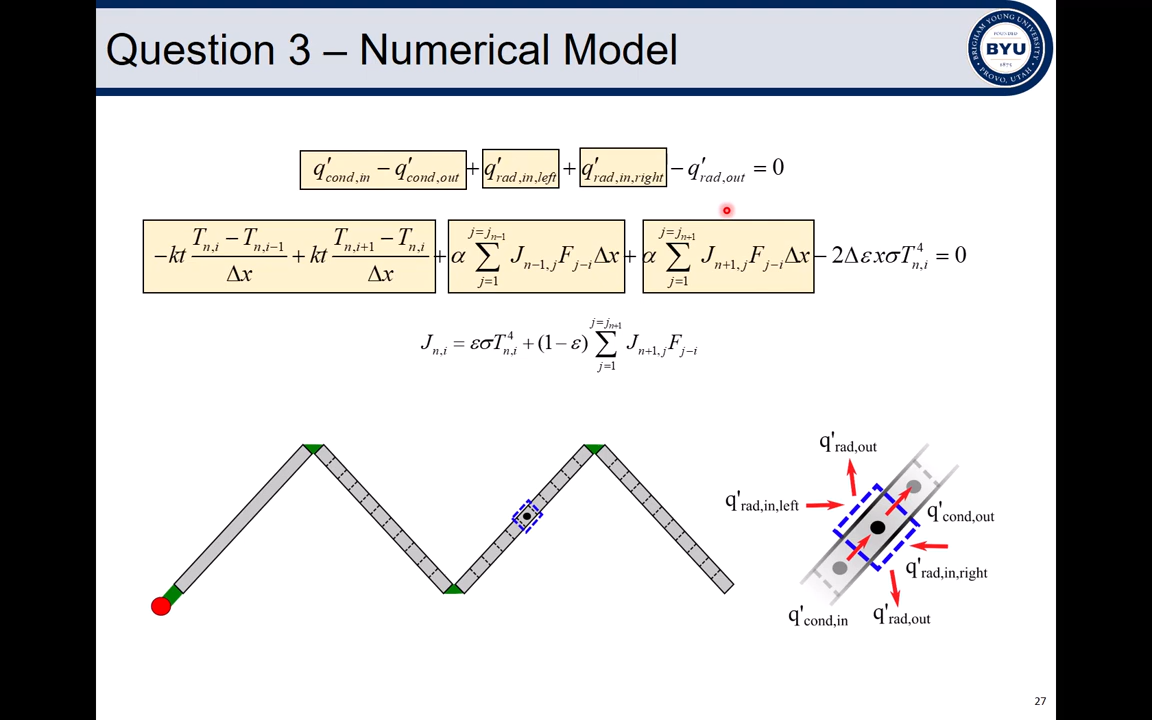 Question 3 – Numerical Model
BRIGHAM YOUNG UNIVERSITY
FOUNDED
BYU
1875
PROVO, UTAH
q′cond,in − q′cond,out + q′rad,in,left + q′rad,in,right − q′rad,out = 0
−kt (Tn,i − Tn,i−1)/Δx + kt (Tn,i+1 − Tn,i)/Δx + α ∑_{j=1}^{j=jn−1} Jn−1,j Fj−i Δx + α ∑_{j=1}^{j=jn+1} Jn+1,j Fj−i Δx − 2ΔεxσT⁴n,i = 0
Jn,i = εσT⁴n,i + (1−ε) ∑_{j=1}^{j=jn+1} Jn+1,j Fj−i
q'rad,out
q'rad,in,left
q'cond,out
q'rad,in,right
q'cond,in
q'rad,out
27